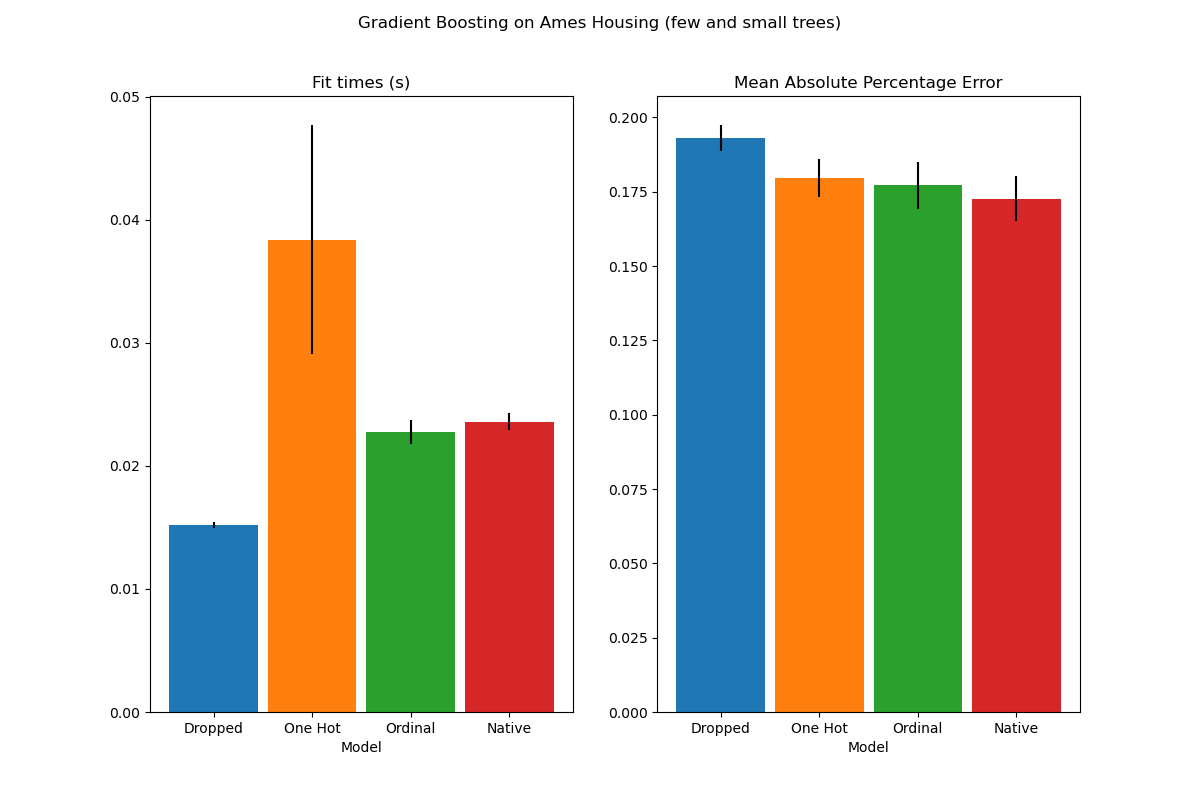 Gradient Boosting on Ames Housing (few and small trees)
Fit times (s)
0.05
0.04
0.03
0.02
0.01
0.00
Dropped One Hot Ordinal Native
Model
Mean Absolute Percentage Error
0.200
0.175
0.150
0.125
0.100
0.075
0.050
0.025
0.000
Dropped One Hot Ordinal Native
Model